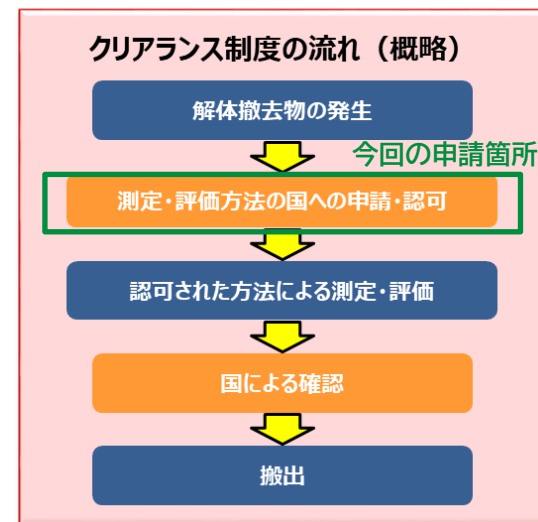 クリアランス制度の流れ（概略）
解体撤去物の発生
今回の申請箇所
測定・評価方法の国への申請・認可
認可された方法による測定・評価
国による確認
搬出